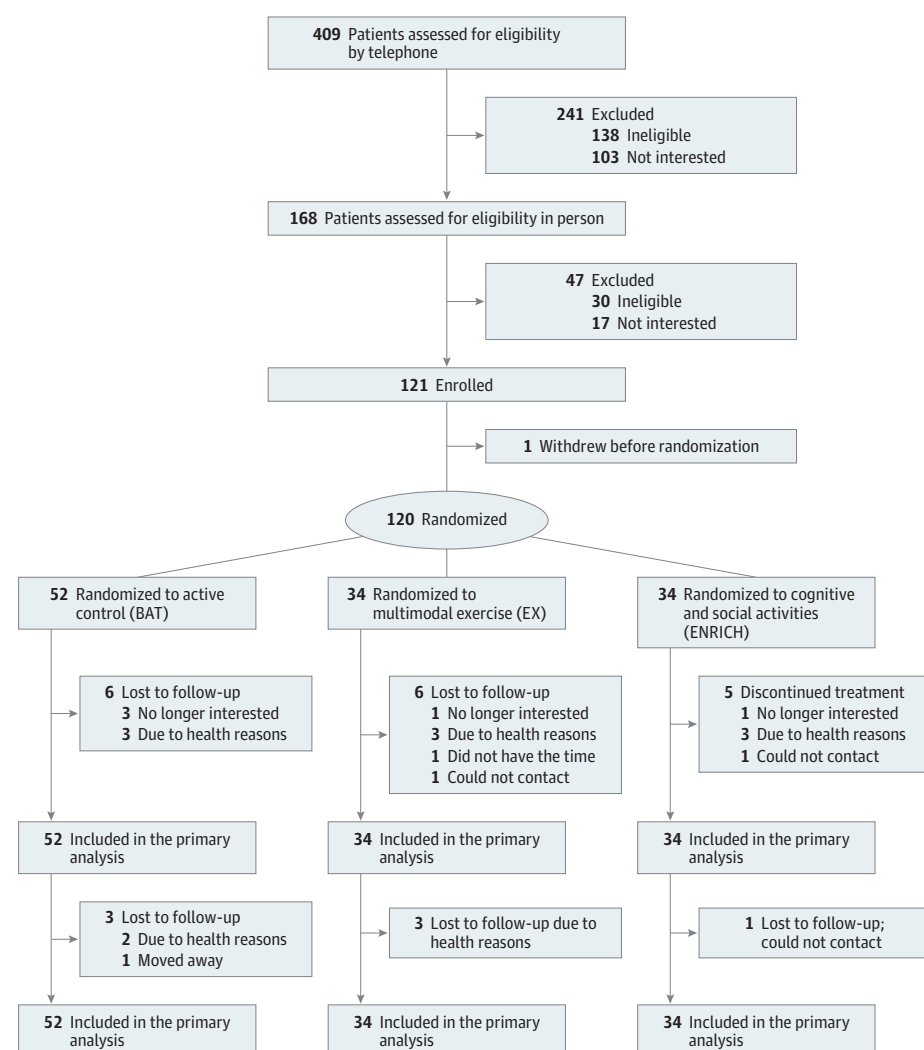 409 Patients assessed for eligibility
by telephone
241 Excluded
138 Ineligible
103 Not interested
168 Patients assessed for eligibility in person
47 Excluded
30 Ineligible
17 Not interested
121 Enrolled
1 Withdrew before randomization
120 Randomized
52 Randomized to active
control (BAT)
34 Randomized to
multimodal exercise (EX)
34 Randomized to cognitive
and social activities
(ENRICH)
6 Lost to follow-up
3 No longer interested
3 Due to health reasons
6 Lost to follow-up
1 No longer interested
3 Due to health reasons
1 Did not have the time
1 Could not contact
5 Discontinued treatment
1 No longer interested
3 Due to health reasons
1 Could not contact
52 Included in the primary
analysis
34 Included in the primary
analysis
34 Included in the primary
analysis
3 Lost to follow-up
2 Due to health reasons
1 Moved away
3 Lost to follow-up due to
health reasons
1 Lost to follow-up;
could not contact
52 Included in the primary
analysis
34 Included in the primary
analysis
34 Included in the primary
analysis